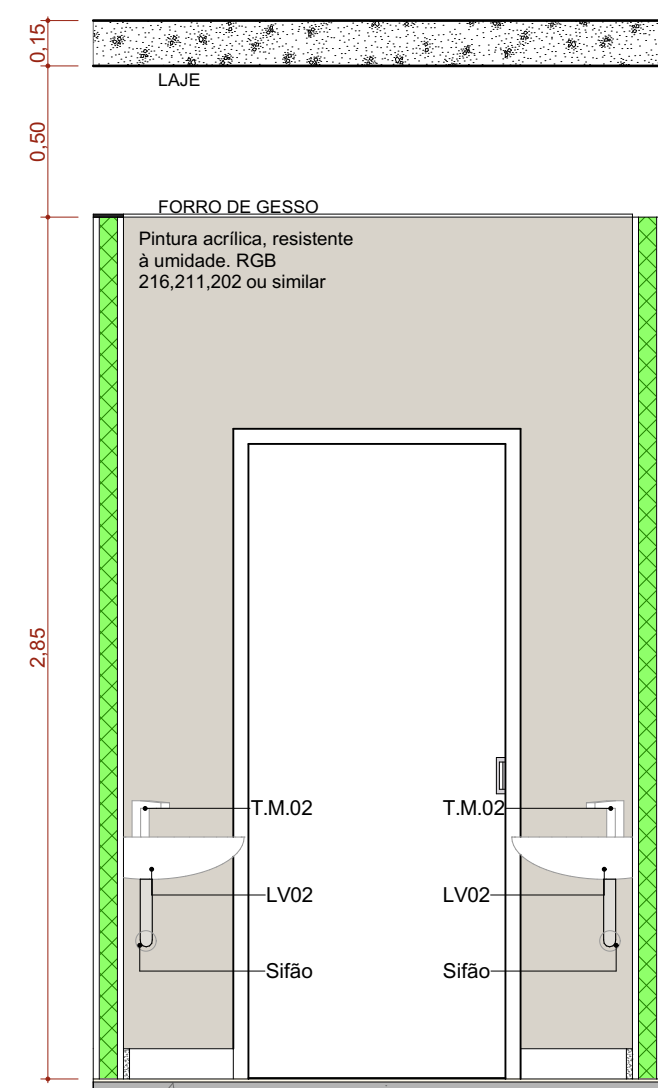 0,15
LAJE
0,50
FORRO DE GESSO
Pintura acrílica, resistente
à umidade. RGB
216,211,202 ou similar
2,85
T.M.02 T.M.02
LV02 LV02
Sifão Sifão